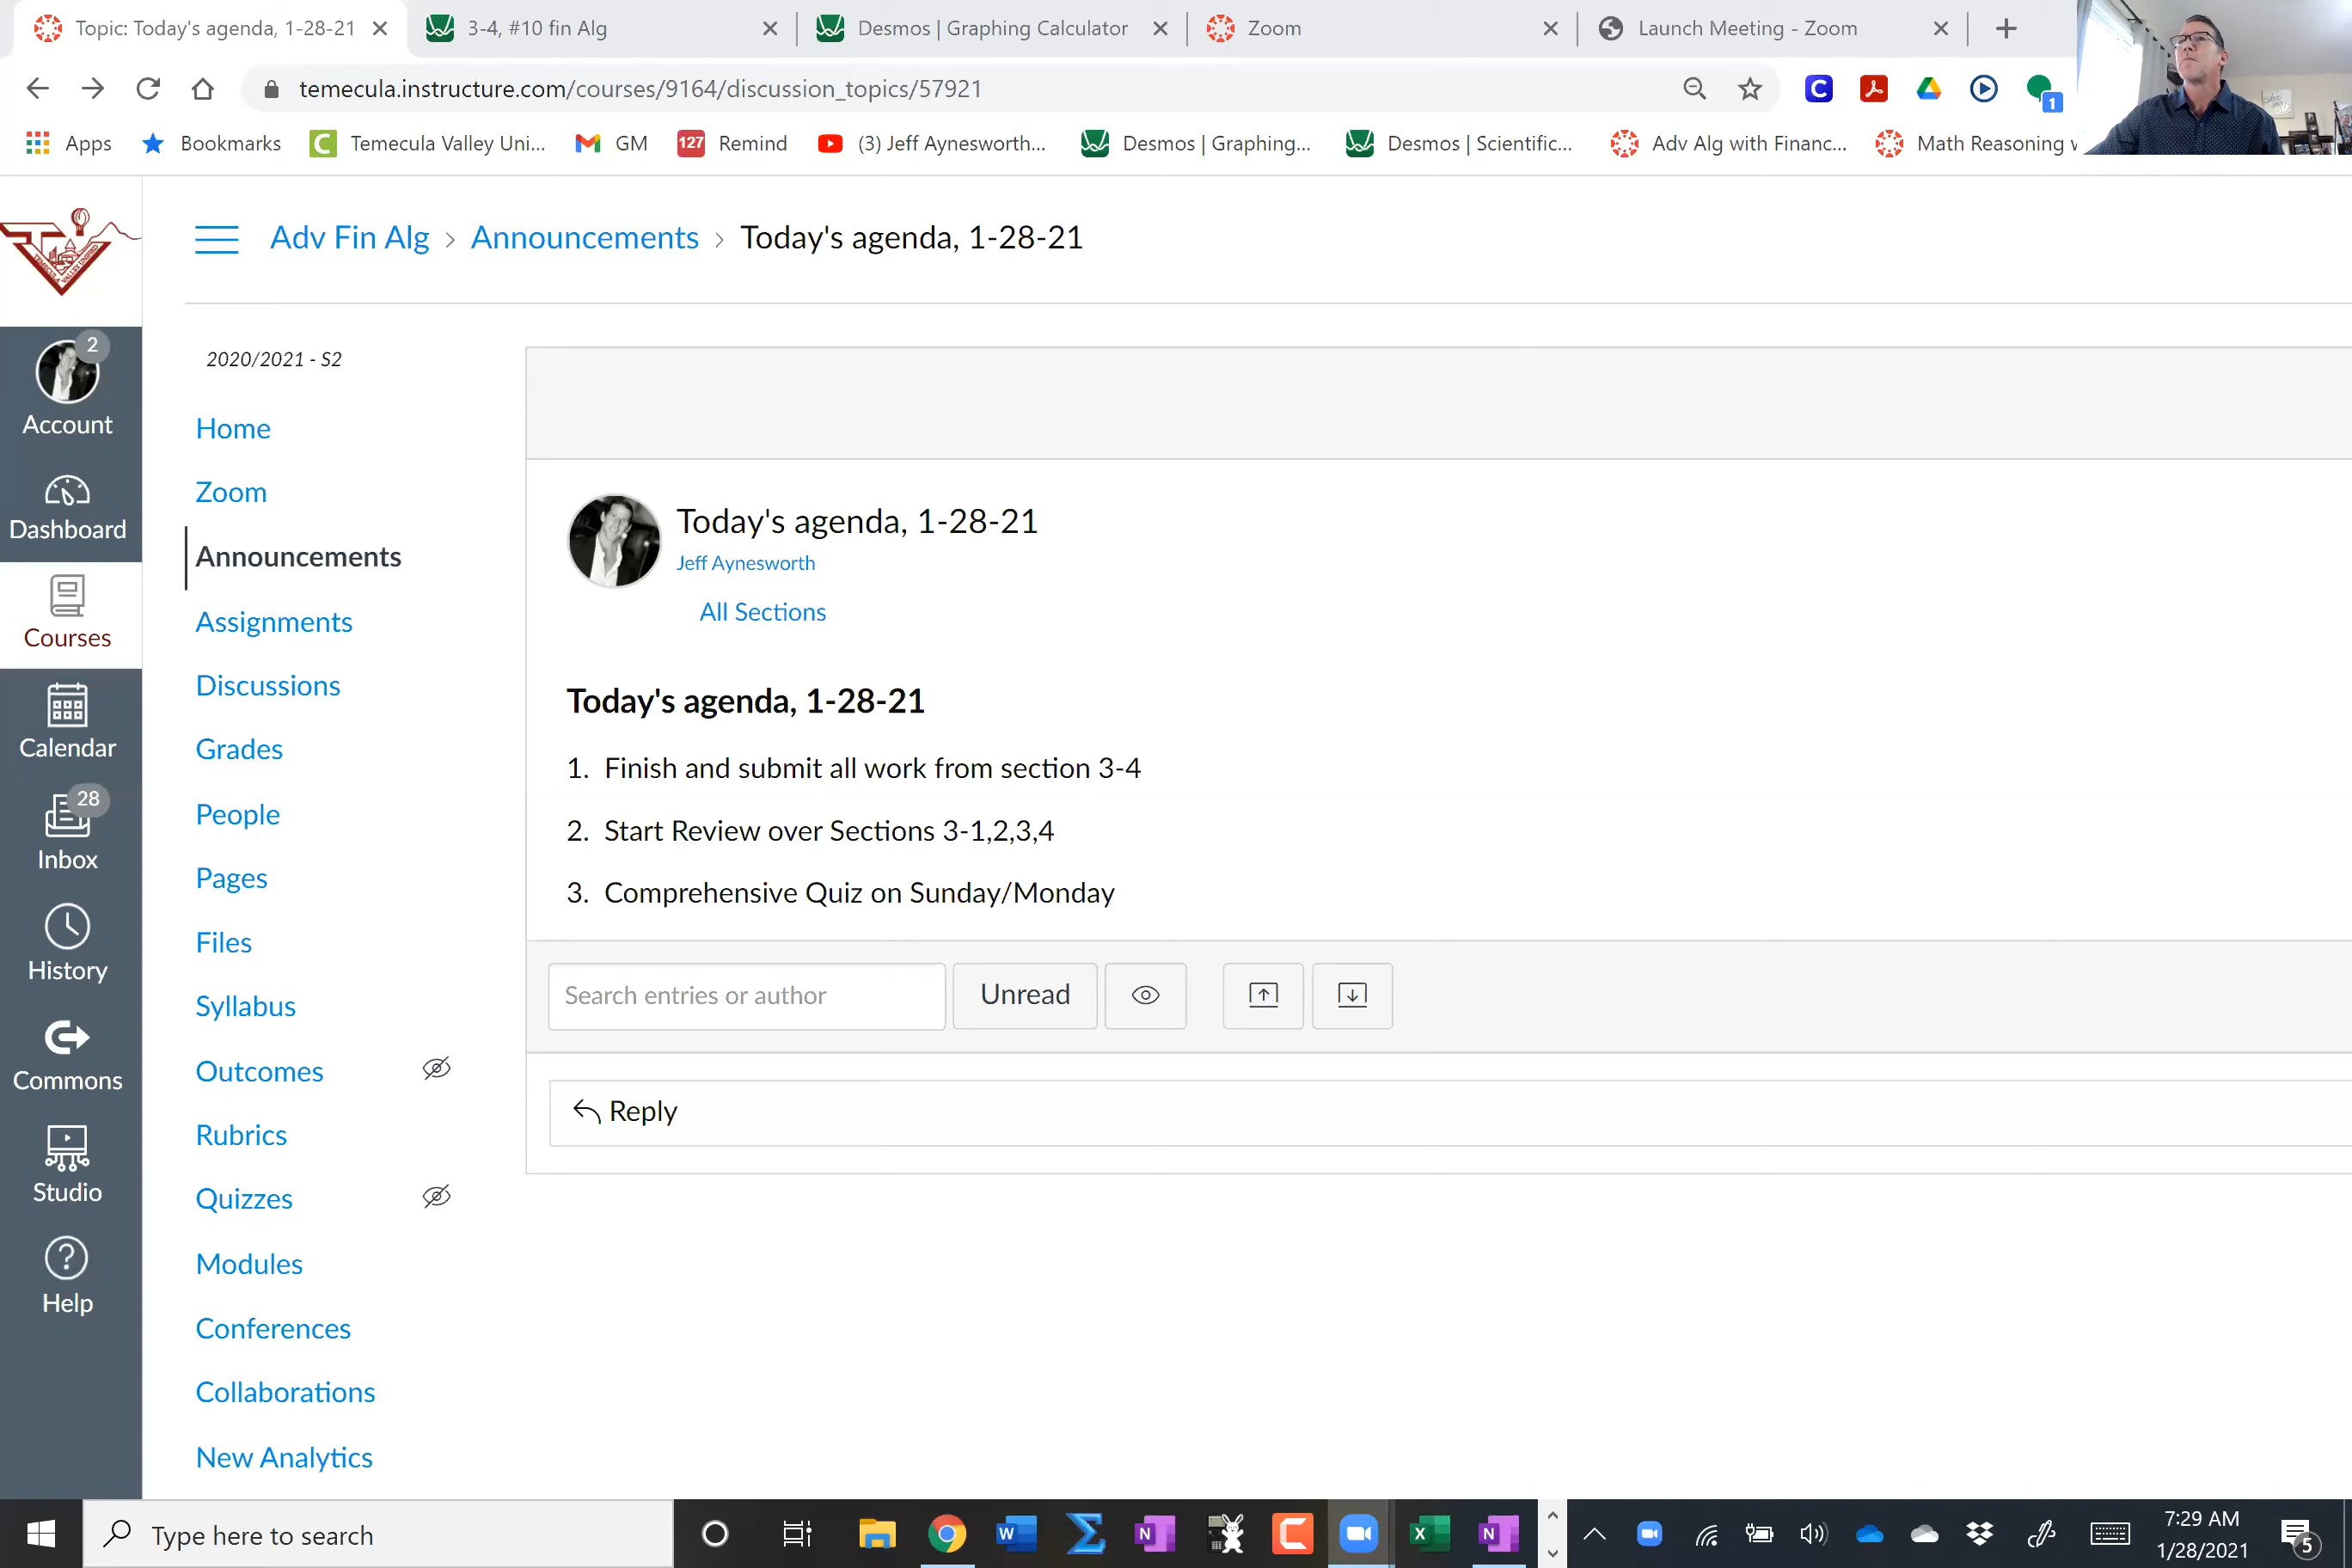 Topic: Today's agenda, 1-28-21
3-4, #10 fin Alg
Desmos | Graphing Calculator
Zoom
Launch Meeting - Zoom
temecula.instructure.com/courses/9164/discussion_topics/57921
C
1
Apps
Bookmarks
C
Temecula Valley Uni...
GM
127
Remind
(3) Jeff Aynesworth...
Desmos | Graphing...
Desmos | Scientific...
Adv Alg with Financ...
Math Reasoning
Adv Fin Alg > Announcements > Today's agenda, 1-28-21
2020/2021 - S2
2
Account
Dashboard
Courses
Calendar
28
Inbox
History
Commons
Studio
Help
Home
Zoom
Announcements
Assignments
Discussions
Grades
People
Pages
Files
Syllabus
Outcomes
Rubrics
Quizzes
Modules
Conferences
Collaborations
New Analytics
Today's agenda, 1-28-21
Jeff Aynesworth
All Sections
Today's agenda, 1-28-21
1. Finish and submit all work from section 3-4
2. Start Review over Sections 3-1,2,3,4
3. Comprehensive Quiz on Sunday/Monday
Search entries or author
Unread
Reply
Type here to search
W
N
C
X
N
7:29 AM
1/28/2021
5